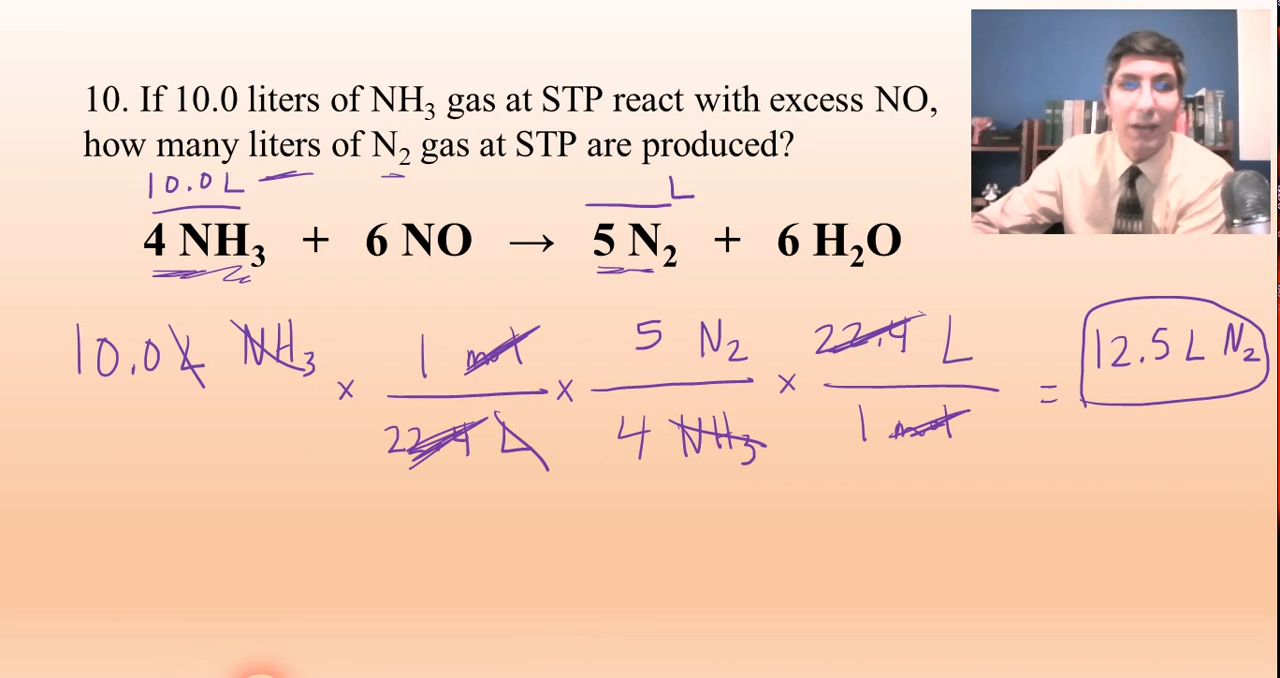 10. If 10.0 liters of NH₃ gas at STP react with excess NO,
how many liters of N₂ gas at STP are produced?
10.0 L L
4 NH₃ + 6 NO → 5 N₂ + 6 H₂O
10.0 L NH₃ × 1 mol / 22.4 L × 5 N₂ / 4 NH₃ × 22.4 L / 1 mol = 12.5 L N₂